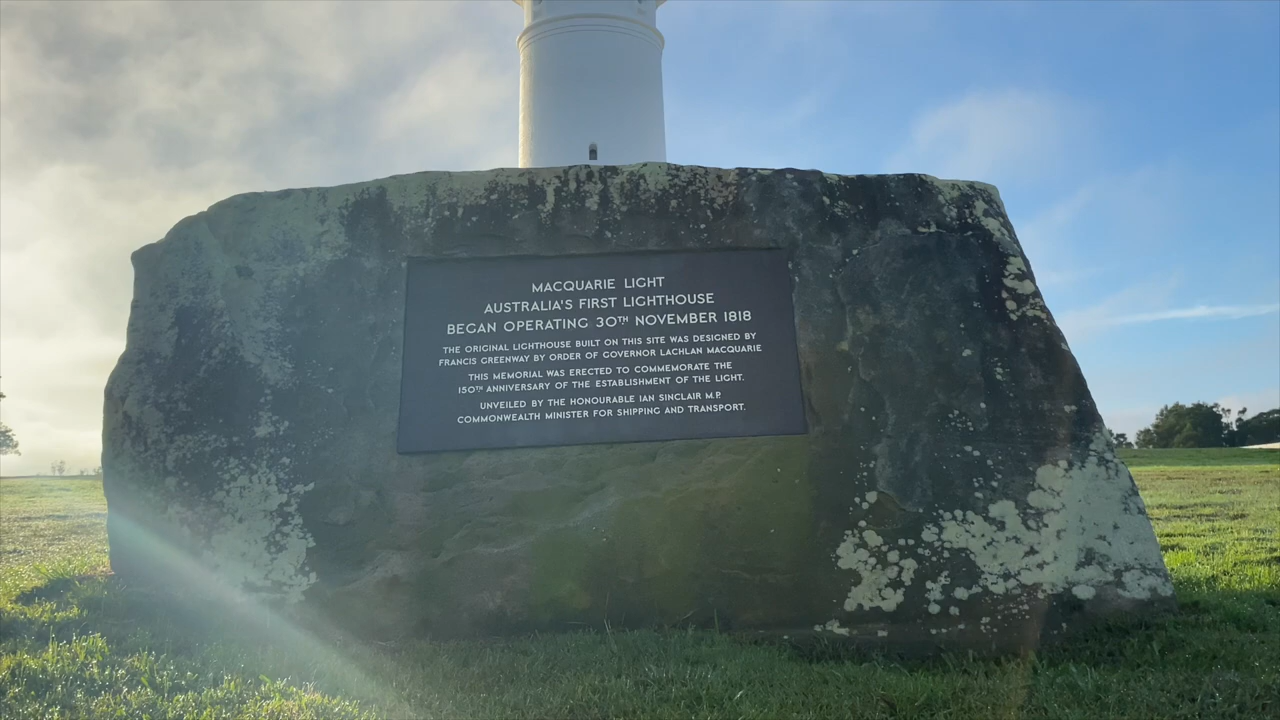 MACQUARIE LIGHT
AUSTRALIA'S FIRST LIGHTHOUSE
BEGAN OPERATING 30TH NOVEMBER 1818
THE ORIGINAL LIGHTHOUSE BUILT ON THIS SITE WAS DESIGNED BY
FRANCIS GREENWAY BY ORDER OF GOVERNOR LACHLAN MACQUARIE
THIS MEMORIAL WAS ERECTED TO COMMEMORATE THE
150TH ANNIVERSARY OF THE ESTABLISHMENT OF THE LIGHT.
UNVEILED BY THE HONOURABLE IAN SINCLAIR M.P.
COMMONWEALTH MINISTER FOR SHIPPING AND TRANSPORT.